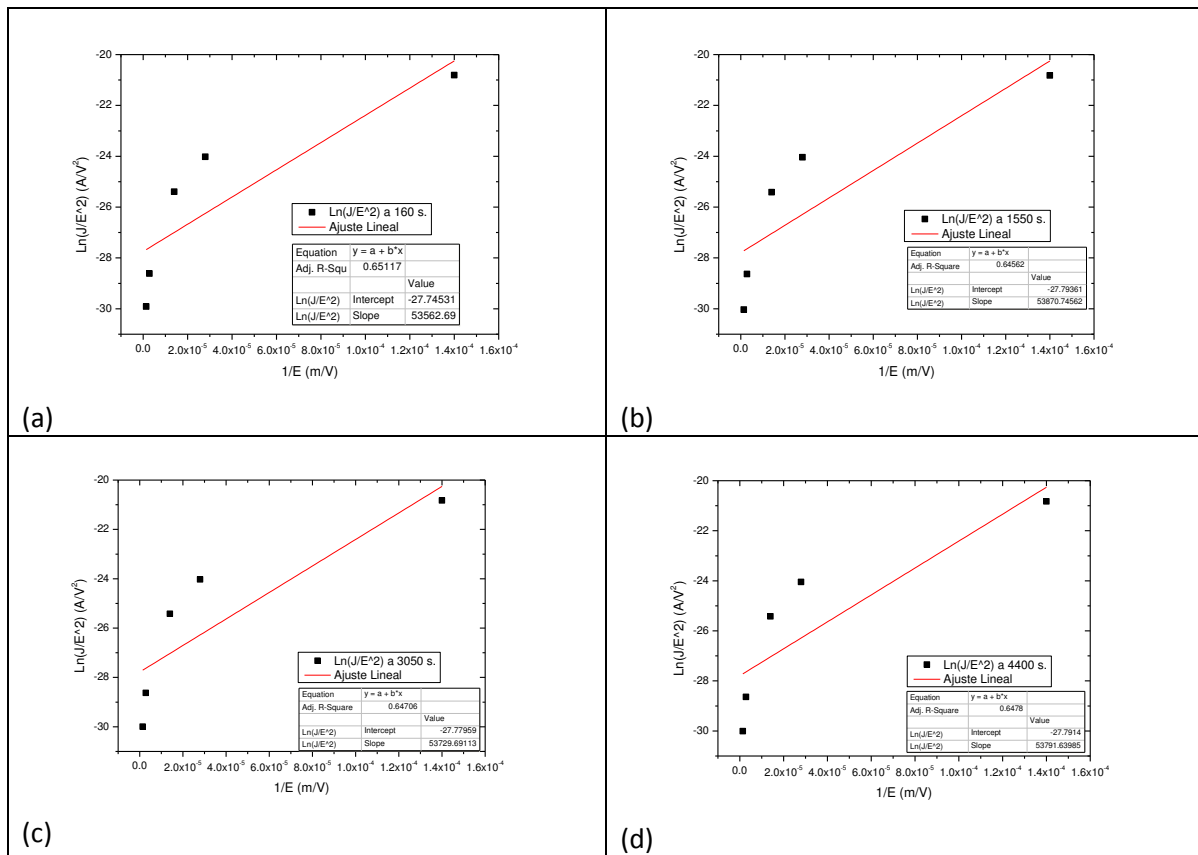 -20
-22
-24
-26
-28
-30
Ln(J/E^2) (A/V²)
Ln(J/E^2) a 160 s.
Ajuste Lineal
Equation y = a + b*x
Adj. R-Squ 0.65117
Value
Ln(J/E^2) Intercept -27.74531
Ln(J/E^2) Slope 53562.69
0.0 2.0x10⁻⁵ 4.0x10⁻⁵ 6.0x10⁻⁵ 8.0x10⁻⁵ 1.0x10⁻⁴ 1.2x10⁻⁴ 1.4x10⁻⁴ 1.6x10⁻⁴
1/E (m/V)
(a)
-20
-22
-24
-26
-28
-30
Ln(J/E^2) (A/V²)
Ln(J/E^2) a 1550 s.
Ajuste Lineal
Equation y = a + b*x
Adj. R-Square 0.64562
Value
Ln(J/E^2) Intercept -27.79361
Ln(J/E^2) Slope 53870.74562
0.0 2.0x10⁻⁵ 4.0x10⁻⁵ 6.0x10⁻⁵ 8.0x10⁻⁵ 1.0x10⁻⁴ 1.2x10⁻⁴ 1.4x10⁻⁴ 1.6x10⁻⁴
1/E (m/V)
(b)
-20
-22
-24
-26
-28
-30
Ln(J/E^2) (A/V²)
Ln(J/E^2) a 3050 s.
Ajuste Lineal
Equation y = a + b*x
Adj. R-Square 0.64706
Value
Ln(J/E^2) Intercept -27.77959
Ln(J/E^2) Slope 53729.69113
0.0 2.0x10⁻⁵ 4.0x10⁻⁵ 6.0x10⁻⁵ 8.0x10⁻⁵ 1.0x10⁻⁴ 1.2x10⁻⁴ 1.4x10⁻⁴ 1.6x10⁻⁴
1/E (m/V)
(c)
-20
-22
-24
-26
-28
-30
Ln(J/E^2) (A/V²)
Ln(J/E^2) a 4400 s.
Ajuste Lineal
Equation y = a + b*x
Adj. R-Square 0.6478
Value
Ln(J/E^2) Intercept -27.7914
Ln(J/E^2) Slope 53791.63985
0.0 2.0x10⁻⁵ 4.0x10⁻⁵ 6.0x10⁻⁵ 8.0x10⁻⁵ 1.0x10⁻⁴ 1.2x10⁻⁴ 1.4x10⁻⁴ 1.6x10⁻⁴
1/E (m/V)
(d)